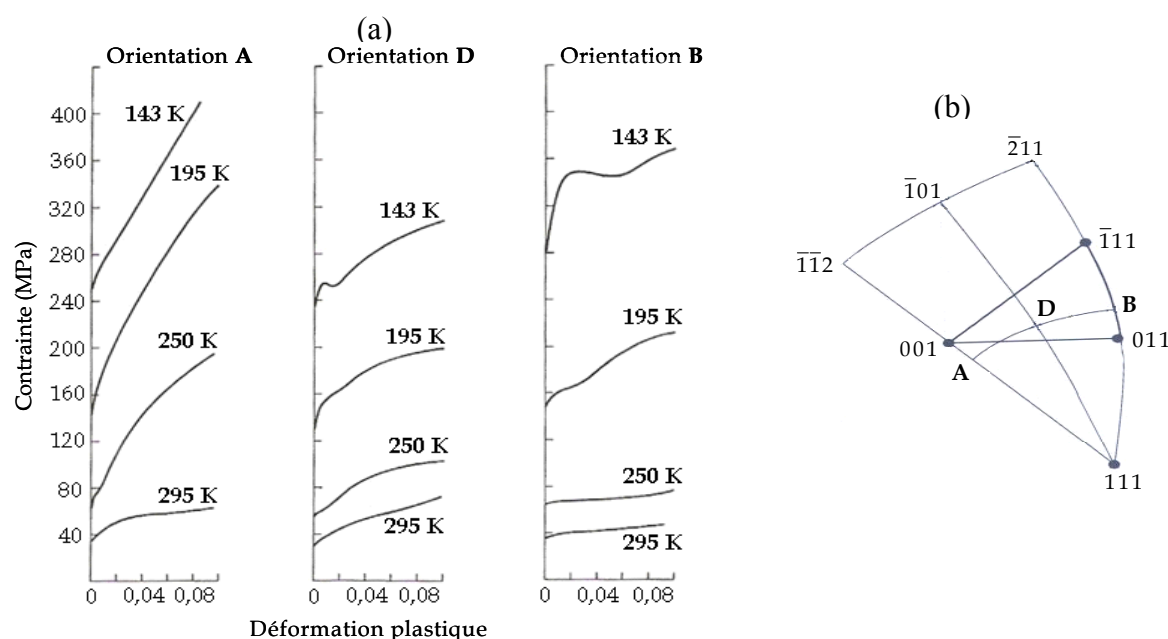 (a)
Orientation A
Orientation D
Orientation B
Contrainte (MPa)
400
360
320
280
240
200
160
120
80
40
143 K
195 K
250 K
295 K
0
0,04
0,08
143 K
195 K
250 K
295 K
0
0,04
0,08
143 K
195 K
250 K
295 K
0
0,04
0,08
Déformation plastique
(b)
2̅11
1̅01
1̅11
1̅1̅2
D
B
001
011
A
111